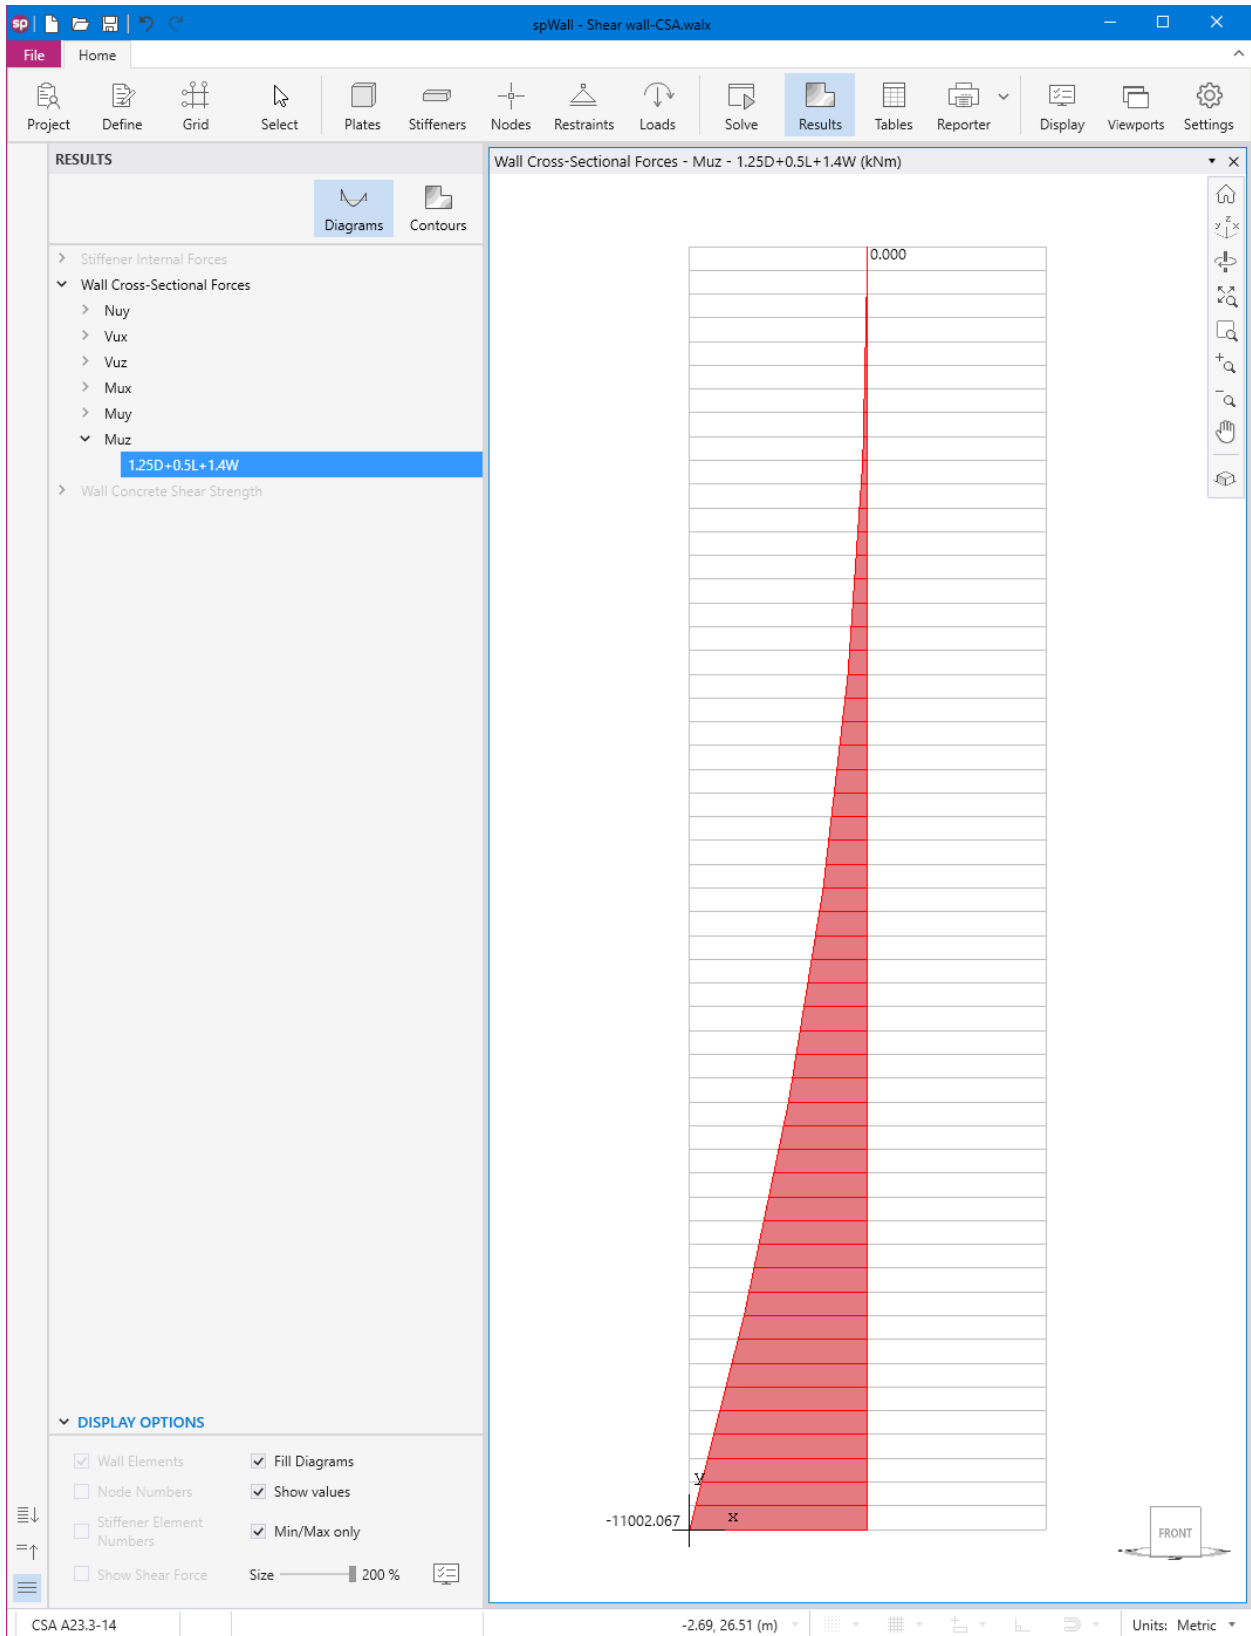 sp
spWall - Shear wall-CSA.walx
File Home
Project Define Grid Select Plates Stiffeners Nodes Restraints Loads Solve Results Tables Reporter Display Viewports Settings
RESULTS
Diagrams Contours
Stiffener Internal Forces
Wall Cross-Sectional Forces
Nuy
Vux
Vuz
Mux
Muy
Muz
1.25D+0.5L+1.4W
Wall Concrete Shear Strength
Wall Cross-Sectional Forces - Muz - 1.25D+0.5L+1.4W (kNm)
0.000
z
y x
-11002.067
y
x
FRONT
DISPLAY OPTIONS
Wall Elements Fill Diagrams
Node Numbers Show values
Stiffener Element Numbers Min/Max only
Show Shear Force Size 200 %
CSA A23.3-14 -2.69, 26.51 (m) Units: Metric